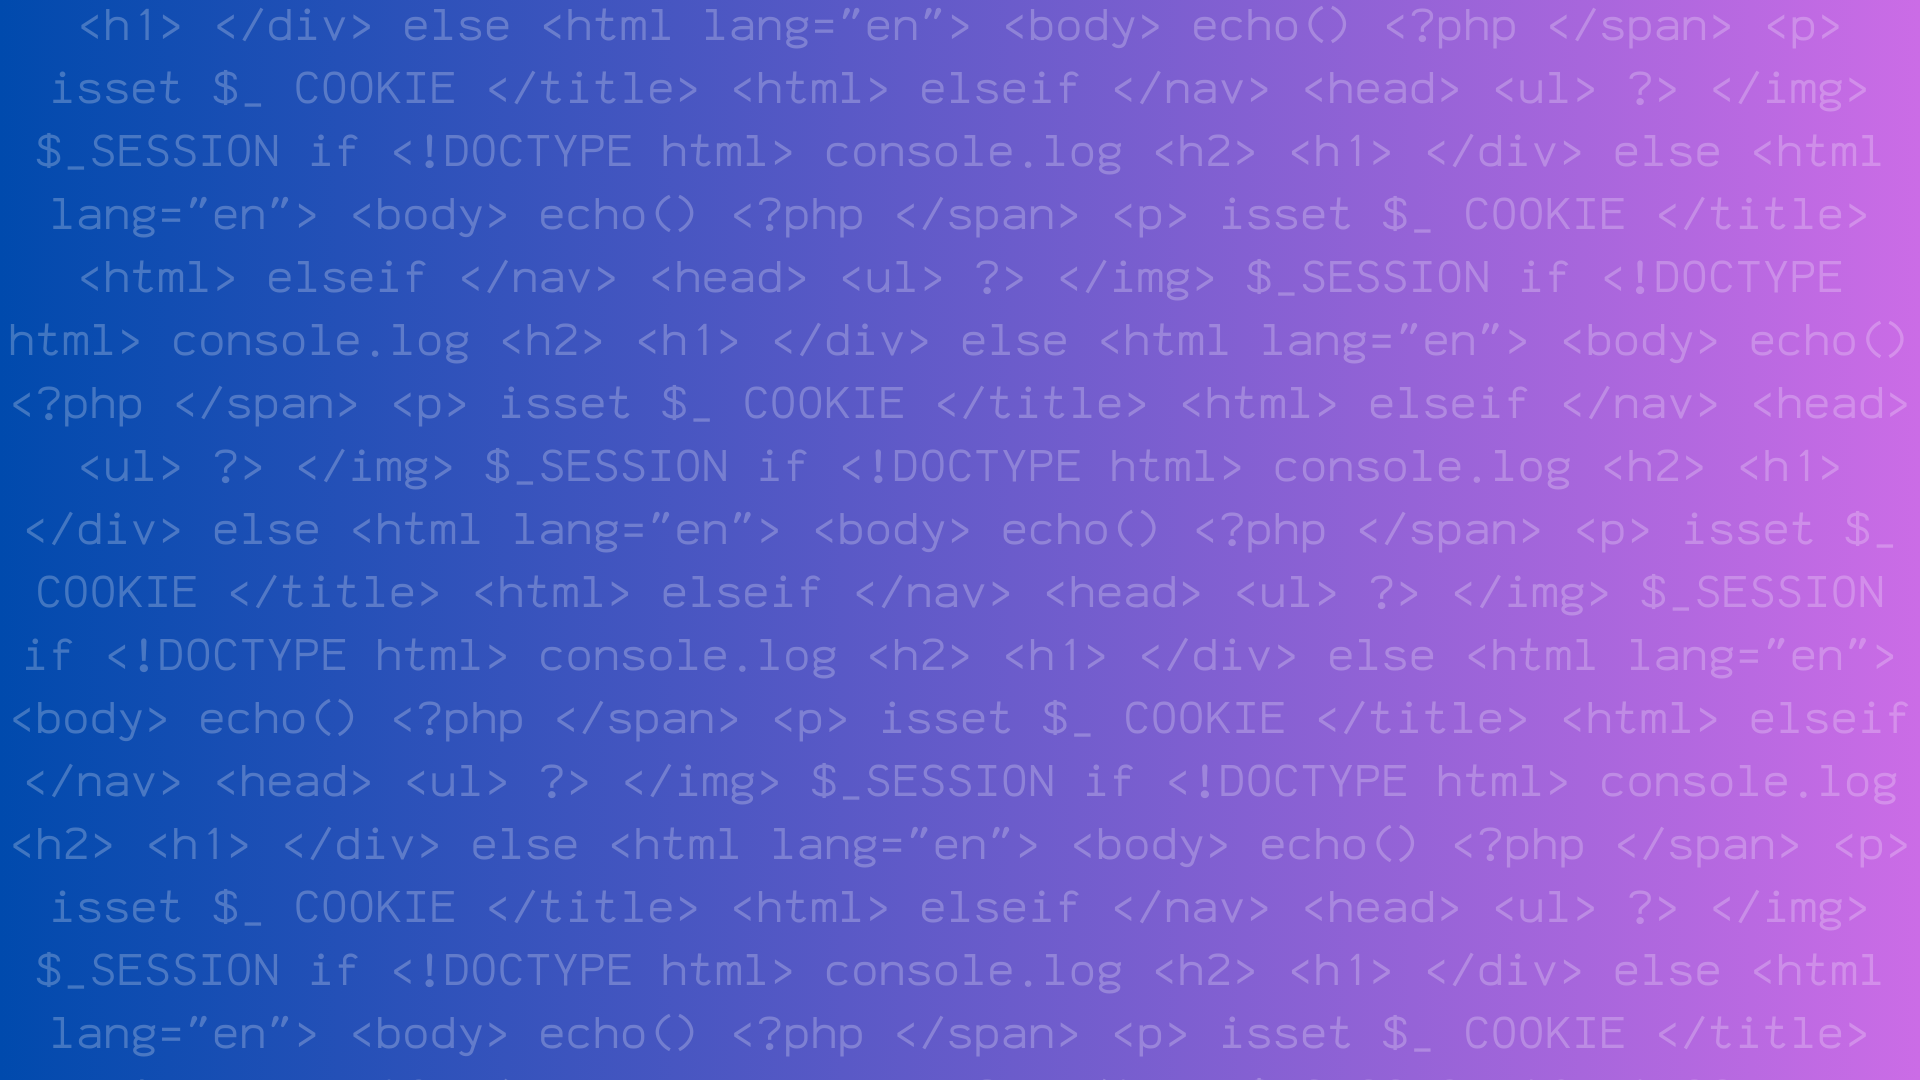 <h1> </div> else <html lang="en"> <body> echo() <?php </span> <p>
isset $_ COOKIE </title> <html> elseif </nav> <head> <ul> ?> </img>
$_SESSION if <!DOCTYPE html> console.log <h2> <h1> </div> else <html
lang="en"> <body> echo() <?php </span> <p> isset $_ COOKIE </title>
<html> elseif </nav> <head> <ul> ?> </img> $_SESSION if <!DOCTYPE
html> console.log <h2> <h1> </div> else <html lang="en"> <body> echo()
<?php </span> <p> isset $_ COOKIE </title> <html> elseif </nav> <head>
<ul> ?> </img> $_SESSION if <!DOCTYPE html> console.log <h2> <h1>
</div> else <html lang="en"> <body> echo() <?php </span> <p> isset $_
COOKIE </title> <html> elseif </nav> <head> <ul> ?> </img> $_SESSION
if <!DOCTYPE html> console.log <h2> <h1> </div> else <html lang="en">
<body> echo() <?php </span> <p> isset $_ COOKIE </title> <html> elseif
</nav> <head> <ul> ?> </img> $_SESSION if <!DOCTYPE html> console.log
<h2> <h1> </div> else <html lang="en"> <body> echo() <?php </span> <p>
isset $_ COOKIE </title> <html> elseif </nav> <head> <ul> ?> </img>
$_SESSION if <!DOCTYPE html> console.log <h2> <h1> </div> else <html
lang="en"> <body> echo() <?php </span> <p> isset $_ COOKIE </title>